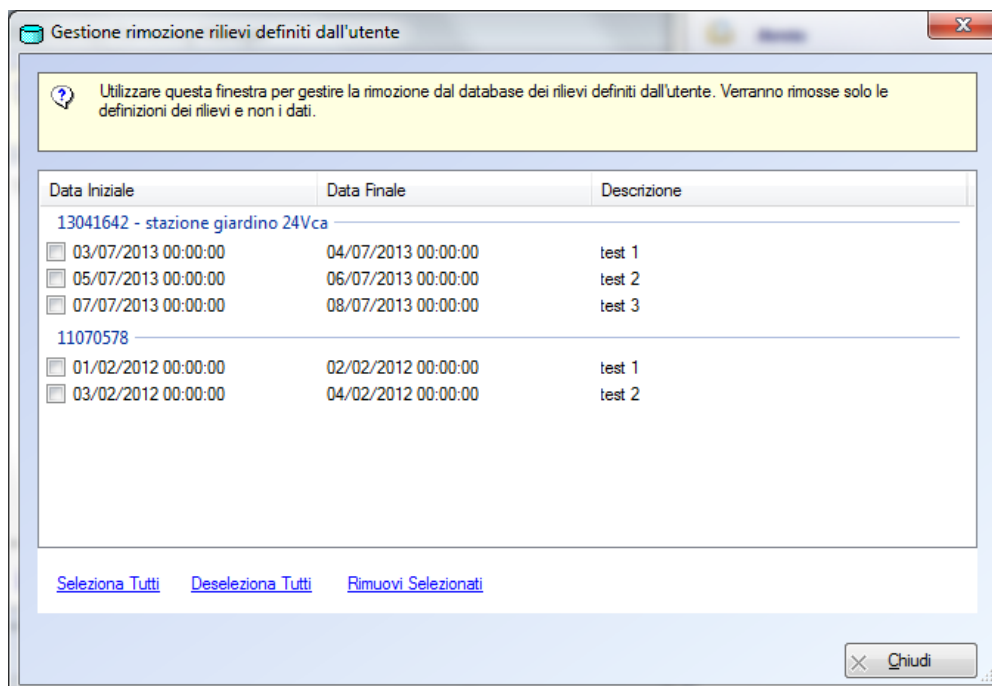 Gestione rimozione rilievi definiti dall'utente
Utilizzare questa finestra per gestire la rimozione dal database dei rilievi definiti dall'utente. Verranno rimosse solo le
definizioni dei rilievi e non i dati.
Data Iniziale Data Finale Descrizione
13041642 - stazione giardino 24Vca
03/07/2013 00:00:00 04/07/2013 00:00:00 test 1
05/07/2013 00:00:00 06/07/2013 00:00:00 test 2
07/07/2013 00:00:00 08/07/2013 00:00:00 test 3
11070578
01/02/2012 00:00:00 02/02/2012 00:00:00 test 1
03/02/2012 00:00:00 04/02/2012 00:00:00 test 2
Seleziona Tutti Deseleziona Tutti Rimuovi Selezionati
Chiudi